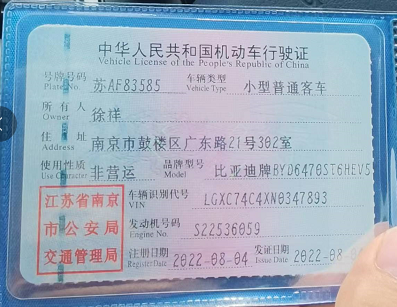 中华人民共和国机动车行驶证
Vehicle License of the People's Republic of China
号牌号码 苏AF83585 车辆类型 小型普通客车
Plate No. Vehicle Type
所有人 徐祥
Owner
住址 南京市鼓楼区广东路21号302室
Address
使用性质 非营运 品牌型号 比亚迪牌BYD6470ST6HEV5
Use Character Model
江苏省南京
市公安局
交通管理局
车辆识别代号 LGXC74C4XN0347893
VIN
发动机号码 S22536059
Engine No.
注册日期 2022-08-04 发证日期 2022-08-
Register Date Issue Date